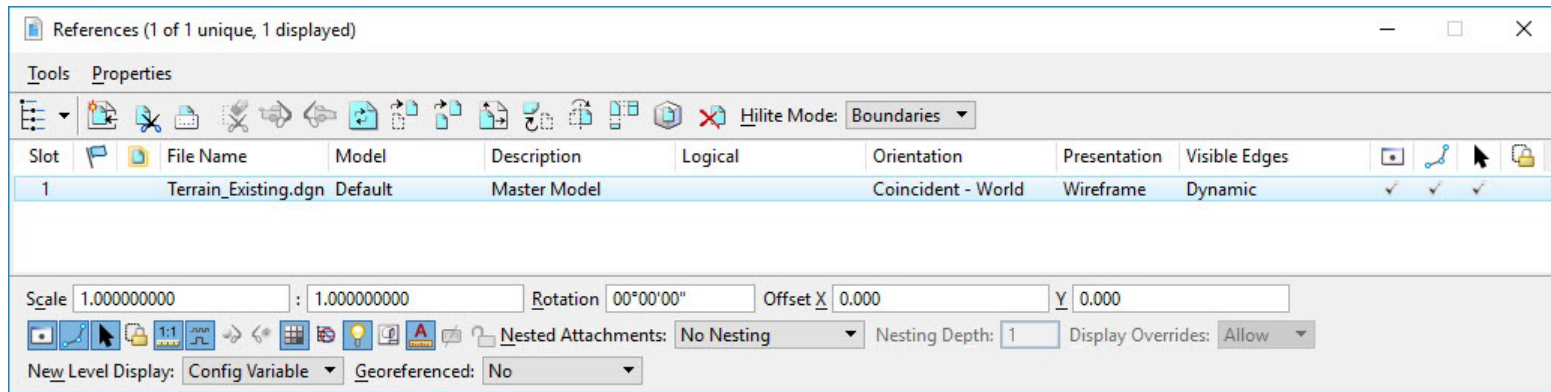 References (1 of 1 unique, 1 displayed)
Tools Properties
Hilite Mode: Boundaries
Slot File Name Model Description Logical Orientation Presentation Visible Edges
1 Terrain_Existing.dgn Default Master Model Coincident - World Wireframe Dynamic
Scale 1.000000000 : 1.000000000 Rotation 00°00'00" Offset X 0.000 Y 0.000
1:1 A Nested Attachments: No Nesting Nesting Depth: 1 Display Overrides: Allow
New Level Display: Config Variable Georeferenced: No